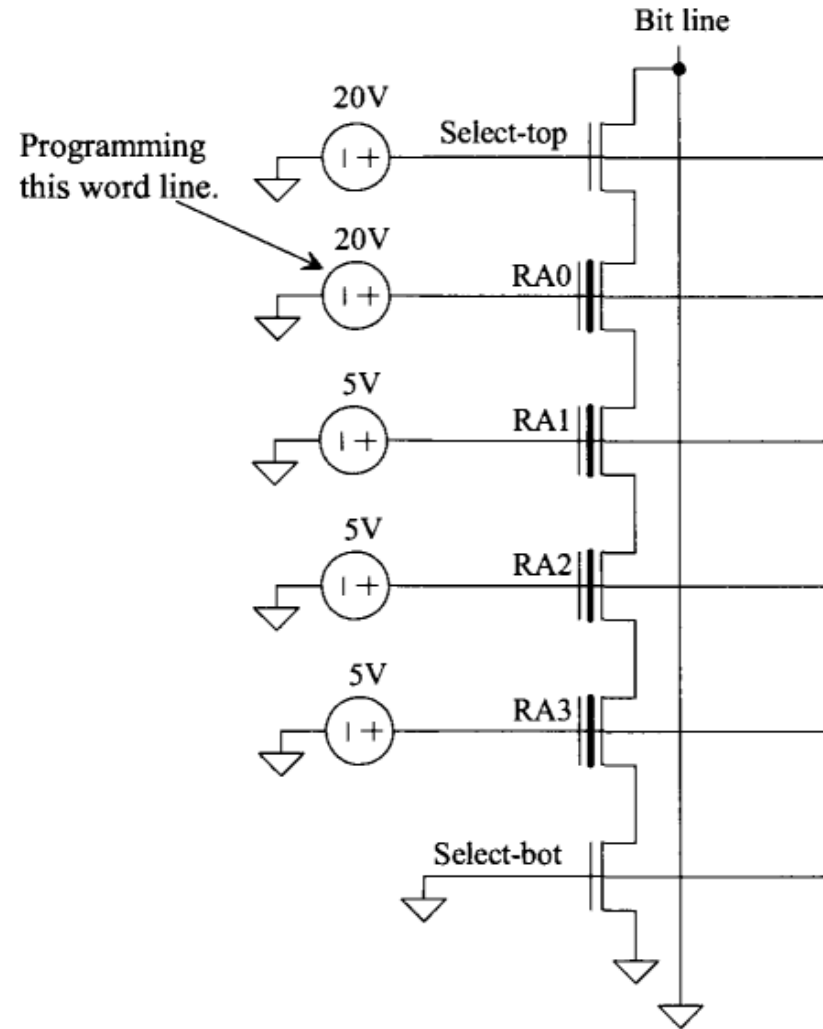 Bit line
20V
Select-top
Programming
this word line.
20V
RA0
5V
RA1
5V
RA2
5V
RA3
Select-bot